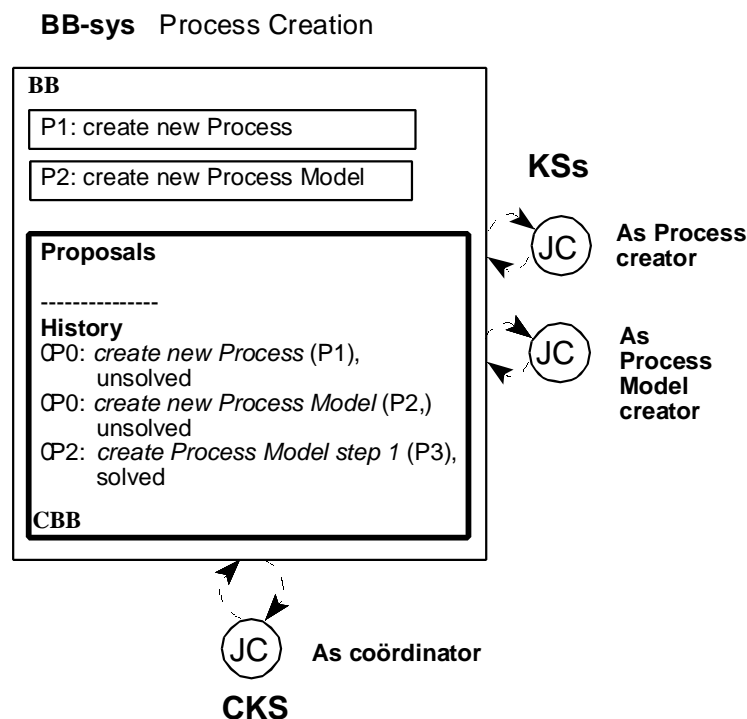 BB-sys Process Creation
BB
P1: create new Process
P2: create new Process Model
KSs
JC
As Process
creator
JC
As
Process
Model
creator
Proposals
---------------
History
CP0: create new Process (P1),
unsolved
CP0: create new Process Model (P2,)
unsolved
CP2: create Process Model step 1 (P3),
solved
CBB
JC
As coördinator
CKS